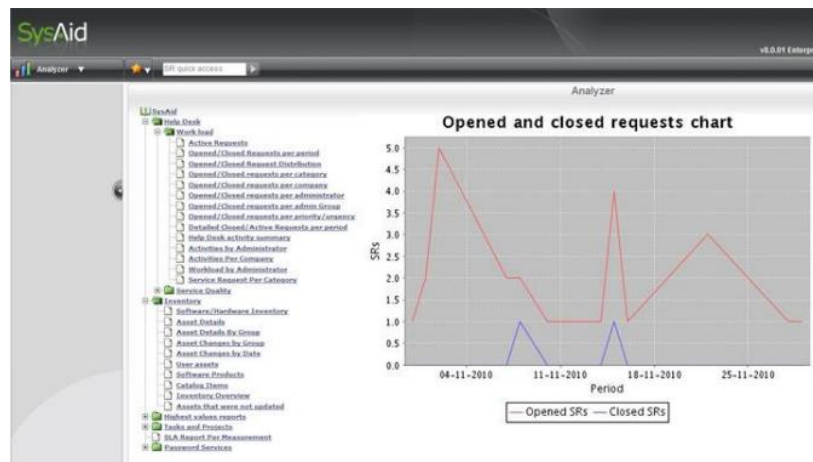 SysAid
v8.0.01 Enterpr
Analyzer
SR quick access
Analyzer
SysAid
Help Desk
Work load
Active Requests
Opened/Closed Requests per period
Opened/Closed Request Distribution
Opened/Closed requests per category
Opened/Closed requests per company
Opened/Closed requests per administrator
Opened/Closed requests per admin Group
Opened/Closed requests per priority/urgency
Detailed Closed/Active Requests per period
Help Desk activity summary
Activities by Administrator
Activities Per Company
Workload by Administrator
Service Request Per Category
Service Quality
Inventory
Software/Hardware Inventory
Asset Details
Asset Details By Group
Asset Changes by Group
Asset Changes by Date
User assets
Software Products
Catalog Items
Inventory Overview
Assets that were not updated
Highest values reports
Tasks and Projects
SLA Report Per Measurement
Password Services
Opened and closed requests chart
5.0
4.5
4.0
3.5
3.0
2.5
2.0
1.5
1.0
0.5
0.0
SRs
04-11-2010 11-11-2010 18-11-2010 25-11-2010
Period
Opened SRs Closed SRs